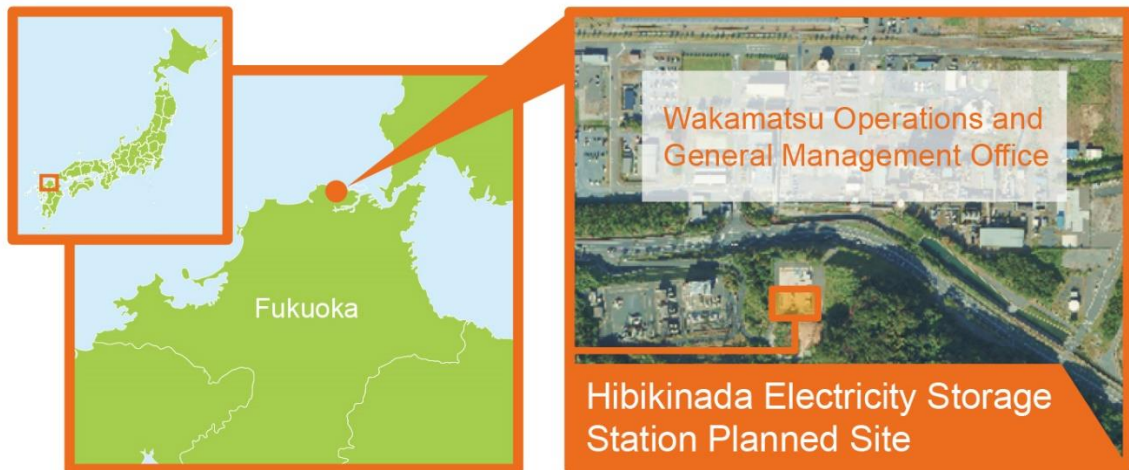 Fukuoka
Wakamatsu Operations and
General Management Office
Hibikinada Electricity Storage
Station Planned Site